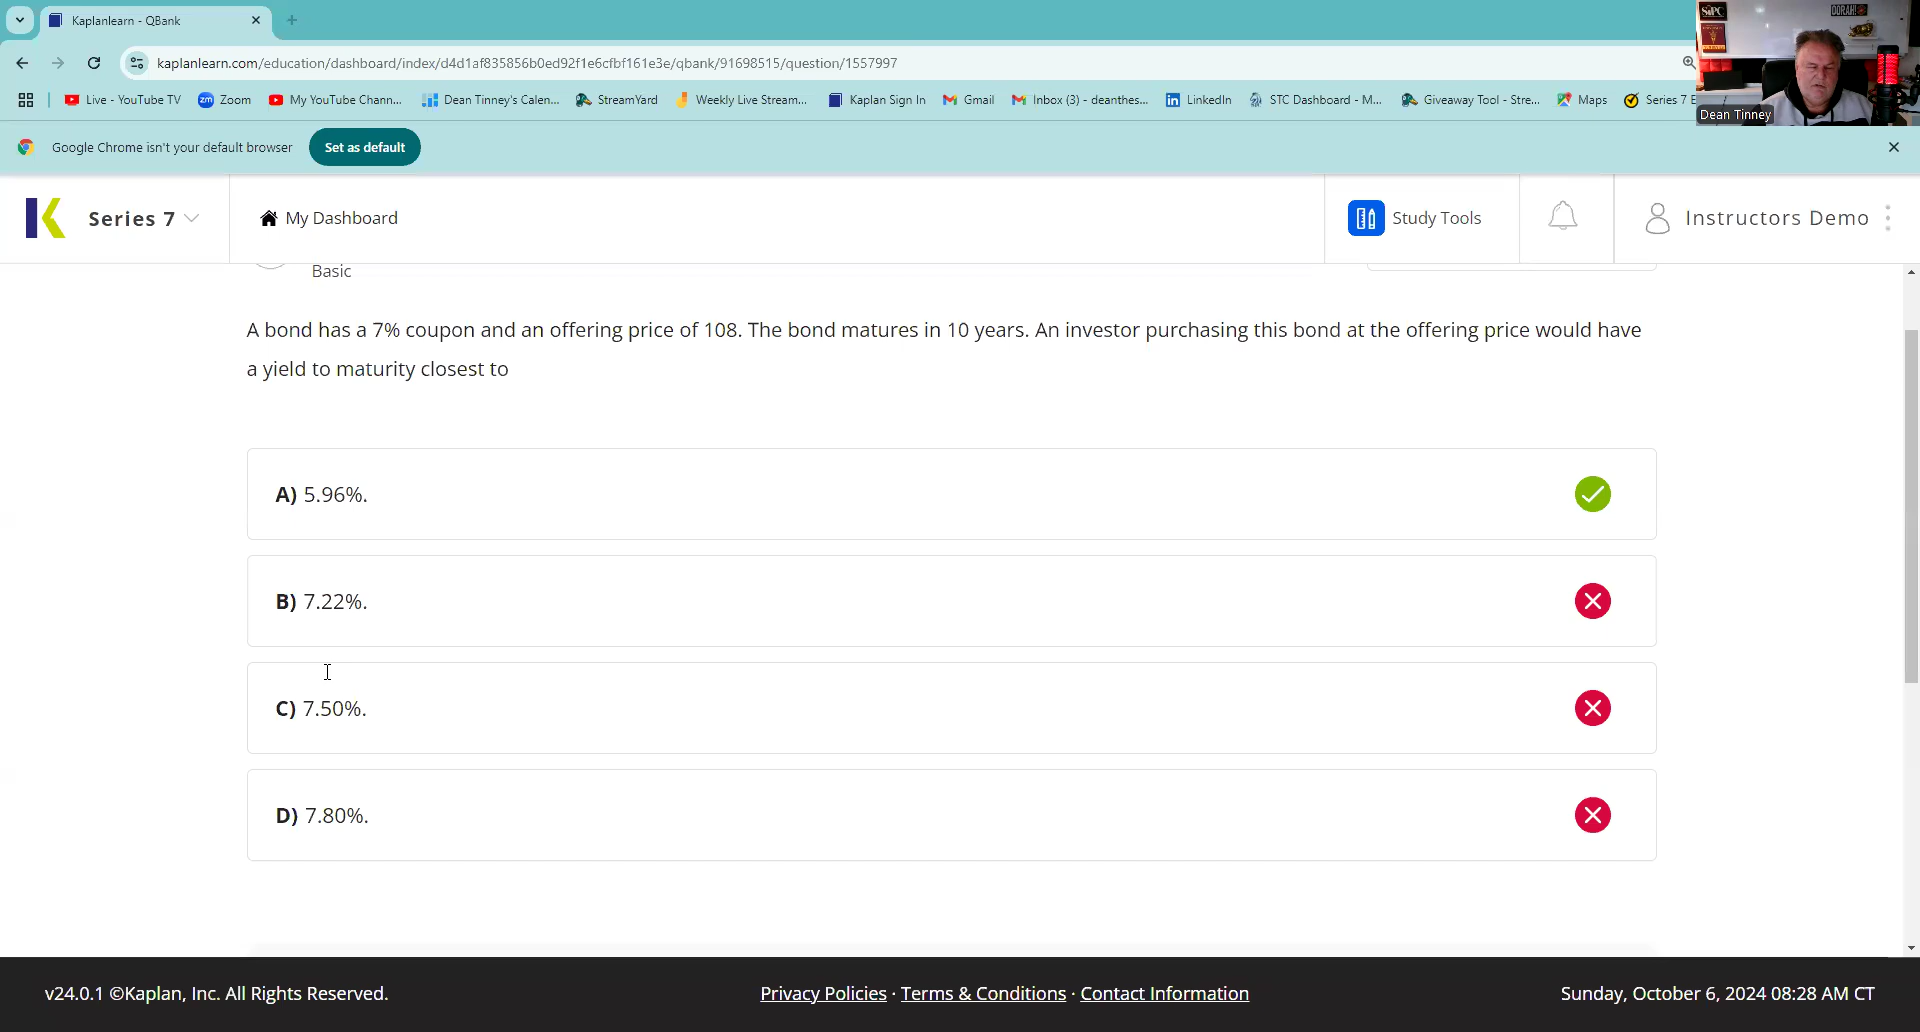 Kaplanlearn - QBank
kaplanlearn.com/education/dashboard/index/d4d1af835856b0ed92f1e6cfbf161e3e/qbank/91698515/question/1557997
Live - YouTube TV
Zoom
My YouTube Chann...
Dean Tinney's Calen...
StreamYard
Weekly Live Stream...
Kaplan Sign In
Gmail
Inbox (3) - deanthes...
LinkedIn
STC Dashboard - M...
Giveaway Tool - Stre...
Maps
Series 7 E
OORAH!
Dean Tinney
Google Chrome isn't your default browser
Set as default
Series 7
My Dashboard
Study Tools
Instructors Demo
Basic
A bond has a 7% coupon and an offering price of 108. The bond matures in 10 years. An investor purchasing this bond at the offering price would have
a yield to maturity closest to
A) 5.96%.
B) 7.22%.
C) 7.50%.
D) 7.80%.
v24.0.1 ©Kaplan, Inc. All Rights Reserved.
Privacy Policies · Terms & Conditions · Contact Information
Sunday, October 6, 2024 08:28 AM CT